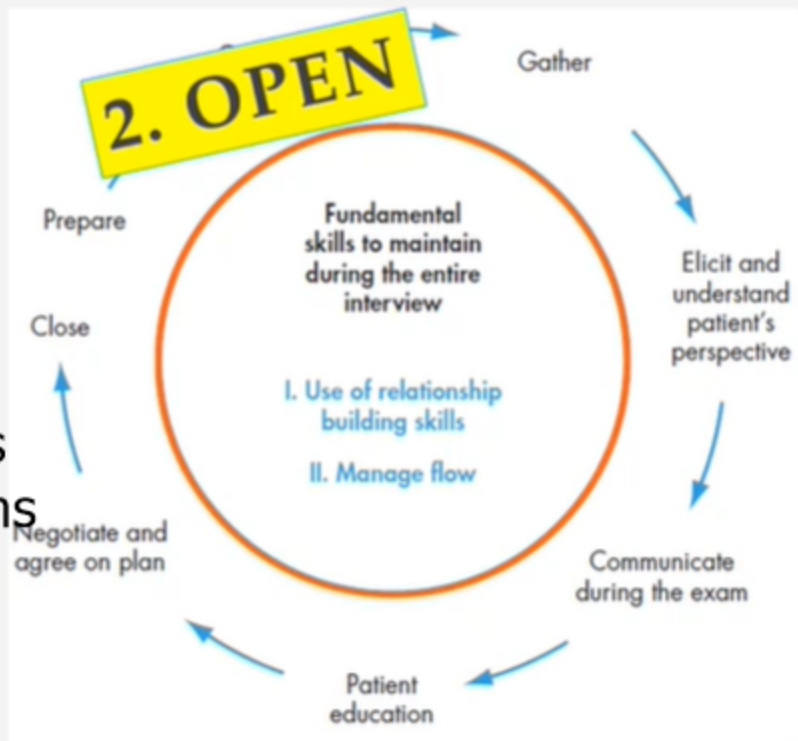 2. OPEN
Gather
Prepare
Fundamental
skills to maintain
during the entire
interview
Elicit and
understand
patient's
perspective
Close
I. Use of relationship
building skills
II. Manage flow
s
ns
Negotiate and
agree on plan
Communicate
during the exam
Patient
education